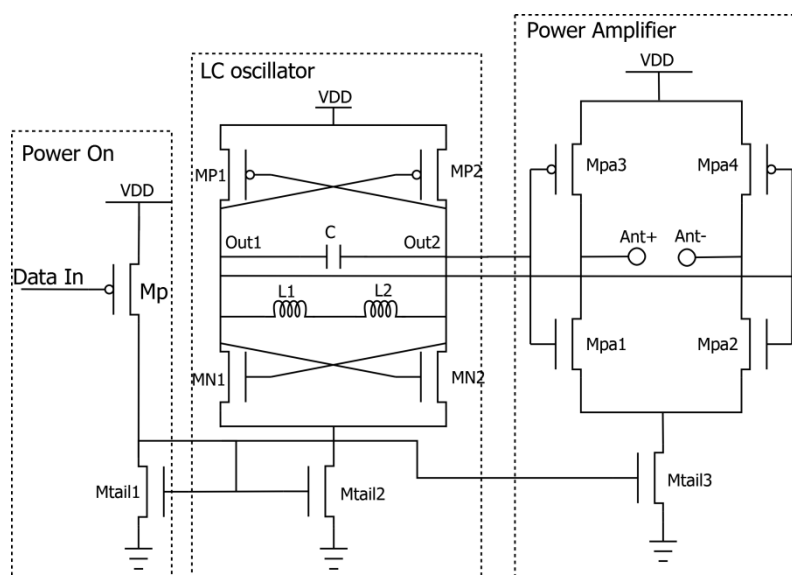 Power Amplifier
LC oscillator
VDD
VDD
Power On
MP1
MP2
Mpa3
Mpa4
VDD
Out1
C
Out2
Ant+
Ant-
Data In
Mp
L1
L2
Mpa1
Mpa2
MN1
MN2
Mtail1
Mtail2
Mtail3